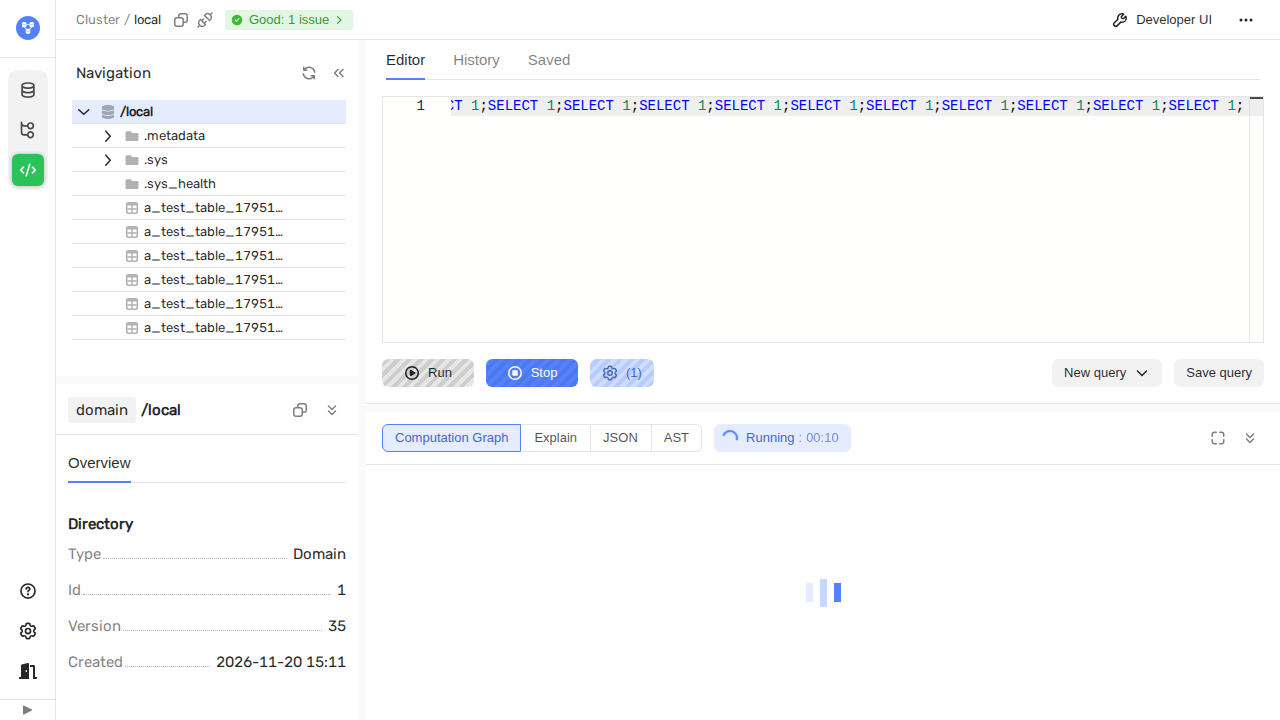 Cluster / local
Good: 1 issue
Developer UI
Navigation
/local
.metadata
.sys
.sys_health
a_test_table_17951…
a_test_table_17951…
a_test_table_17951…
a_test_table_17951…
a_test_table_17951…
a_test_table_17951…
domain /local
Overview
Directory
Type Domain
Id 1
Version 35
Created 2026-11-20 15:11
Editor History Saved
1 CT 1;SELECT 1;SELECT 1;SELECT 1;SELECT 1;SELECT 1;SELECT 1;SELECT 1;SELECT 1;SELECT 1;SELECT 1;
Run Stop (1) New query Save query
Computation Graph Explain JSON AST Running : 00:10